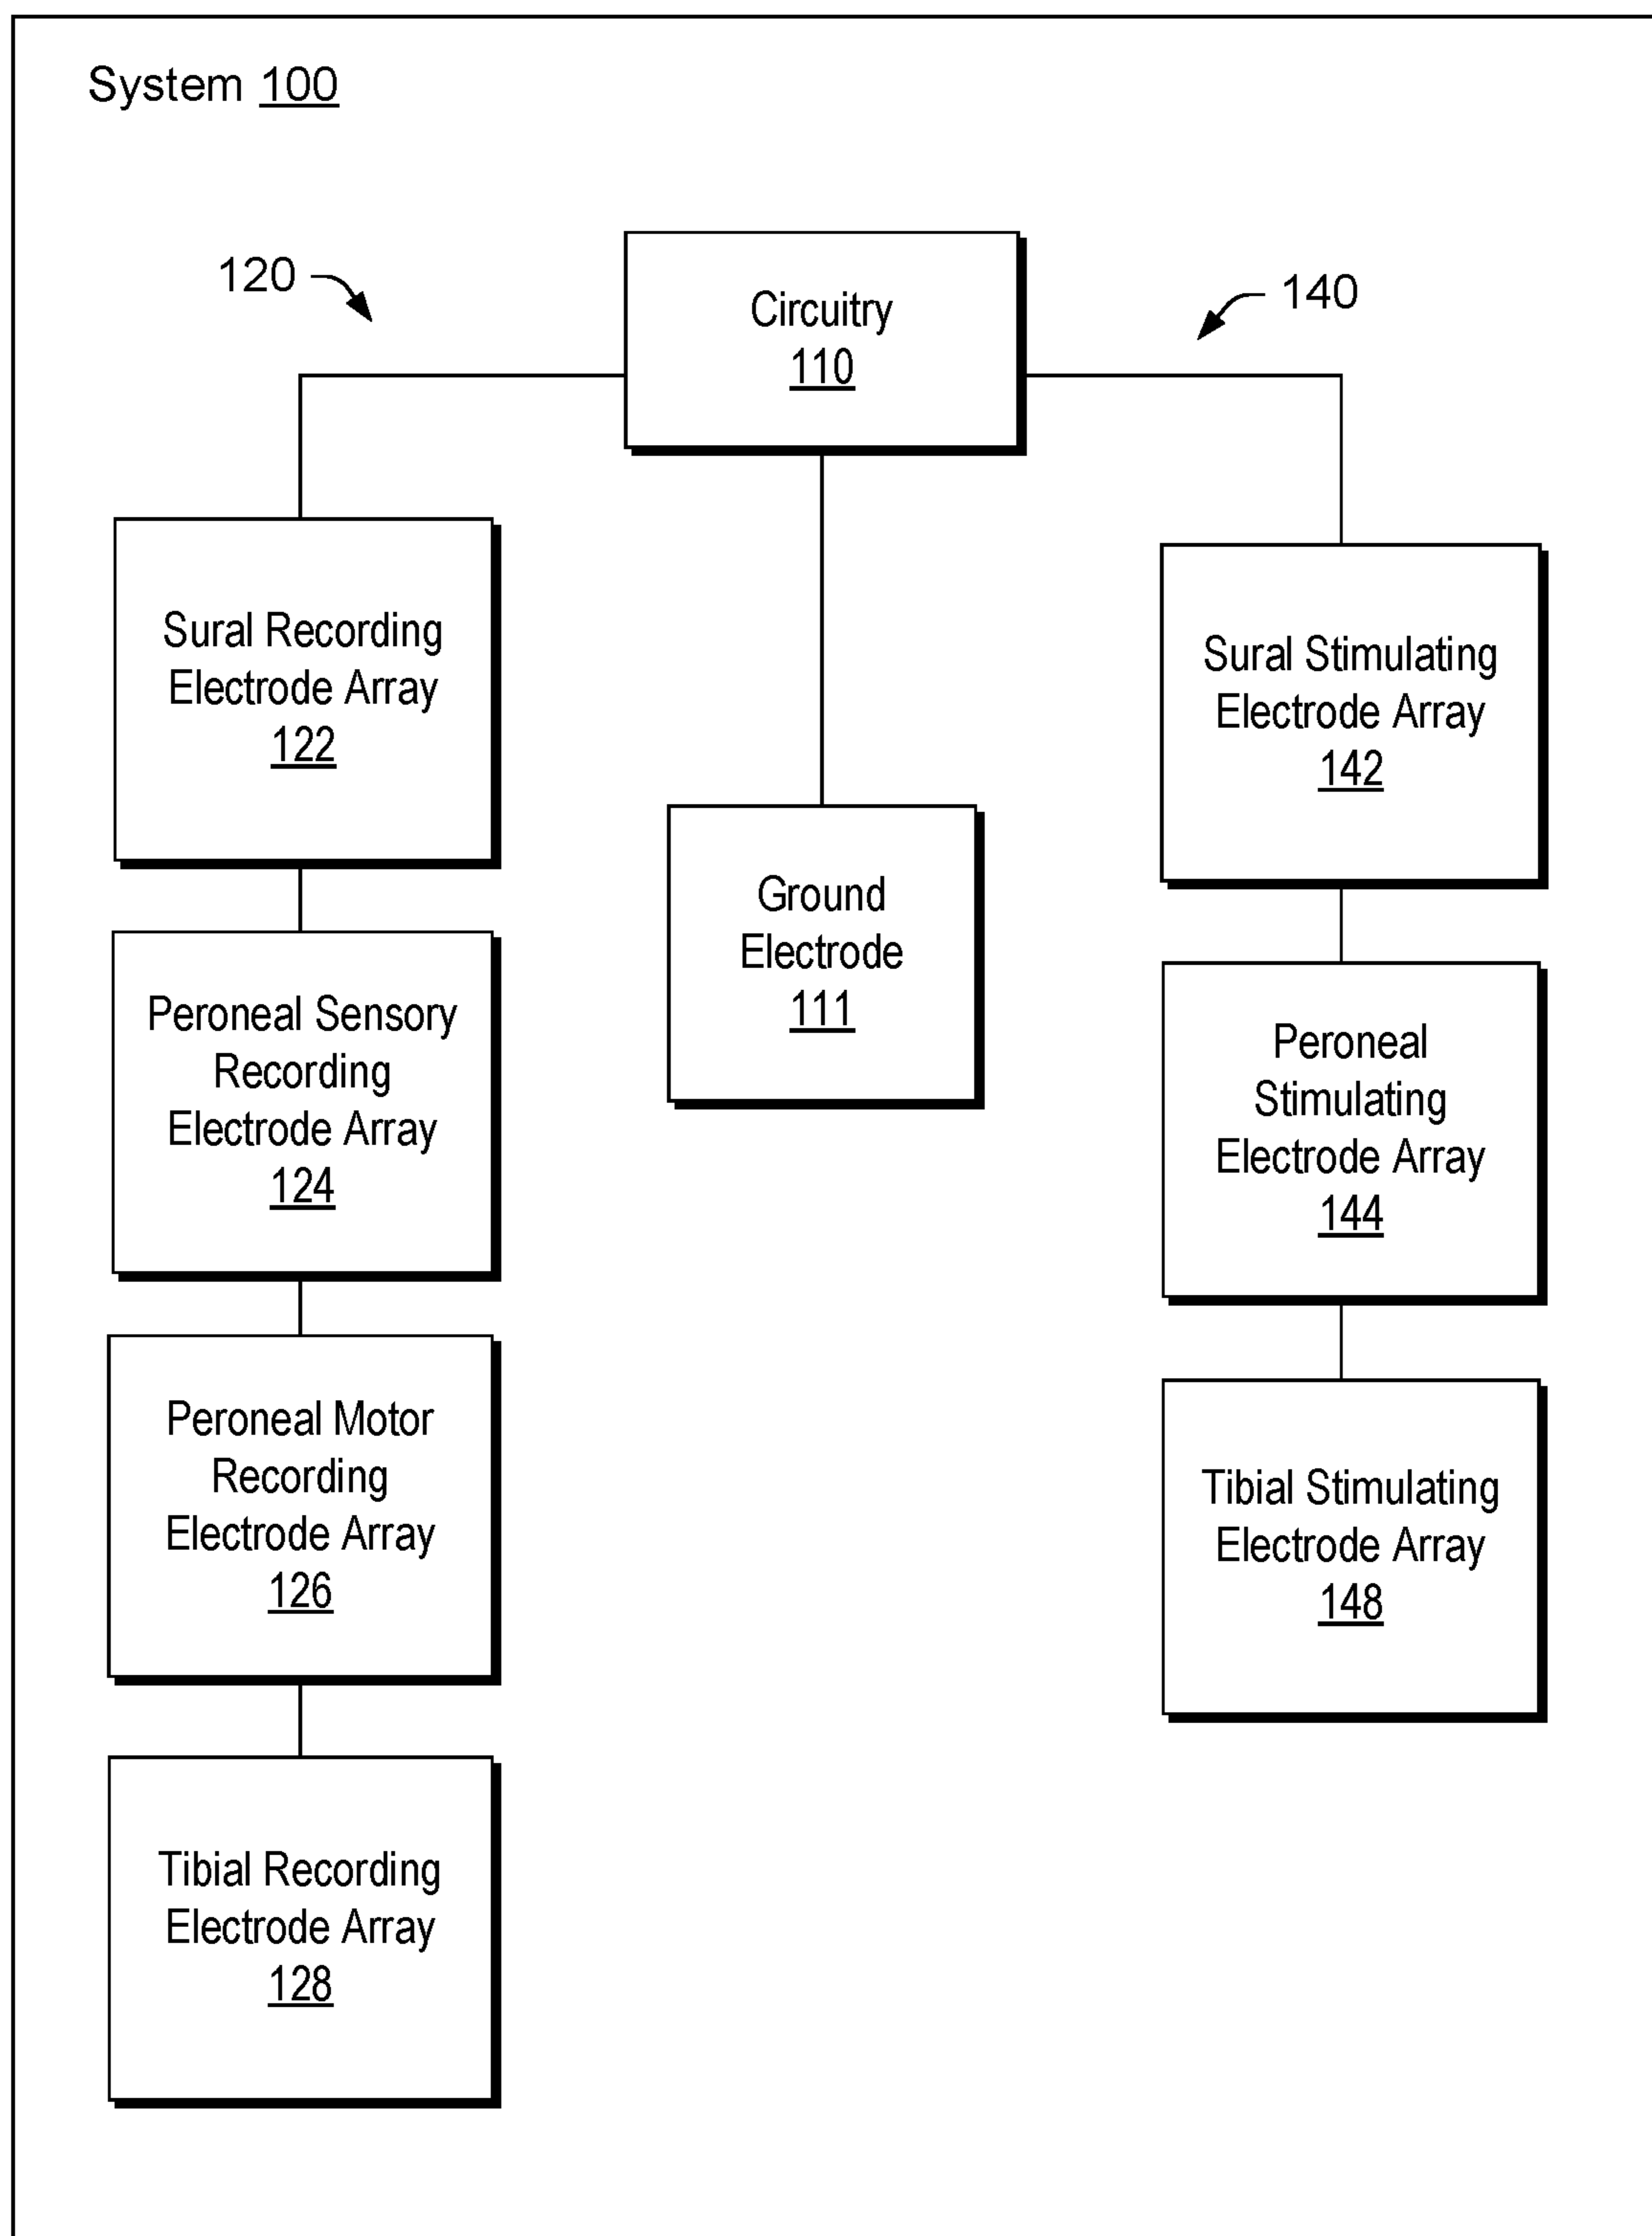 System 100
120
Circuitry
110
140
Sural Recording
Electrode Array
122
Peroneal Sensory
Recording
Electrode Array
124
Peroneal Motor
Recording
Electrode Array
126
Tibial Recording
Electrode Array
128
Ground
Electrode
111
Sural Stimulating
Electrode Array
142
Peroneal
Stimulating
Electrode Array
144
Tibial Stimulating
Electrode Array
148